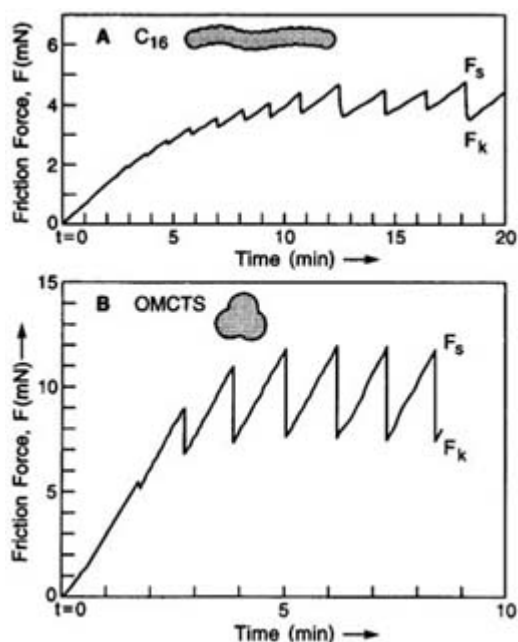 A C₁₆
Friction Force, F(mN)
6
4
2
0
Fₛ
Fₖ
t=0 5 10 15 20
Time (min) →
B OMCTS
Friction Force, F(mN)→
15
10
5
0
Fₛ
Fₖ
t=0 5 10
Time (min) →